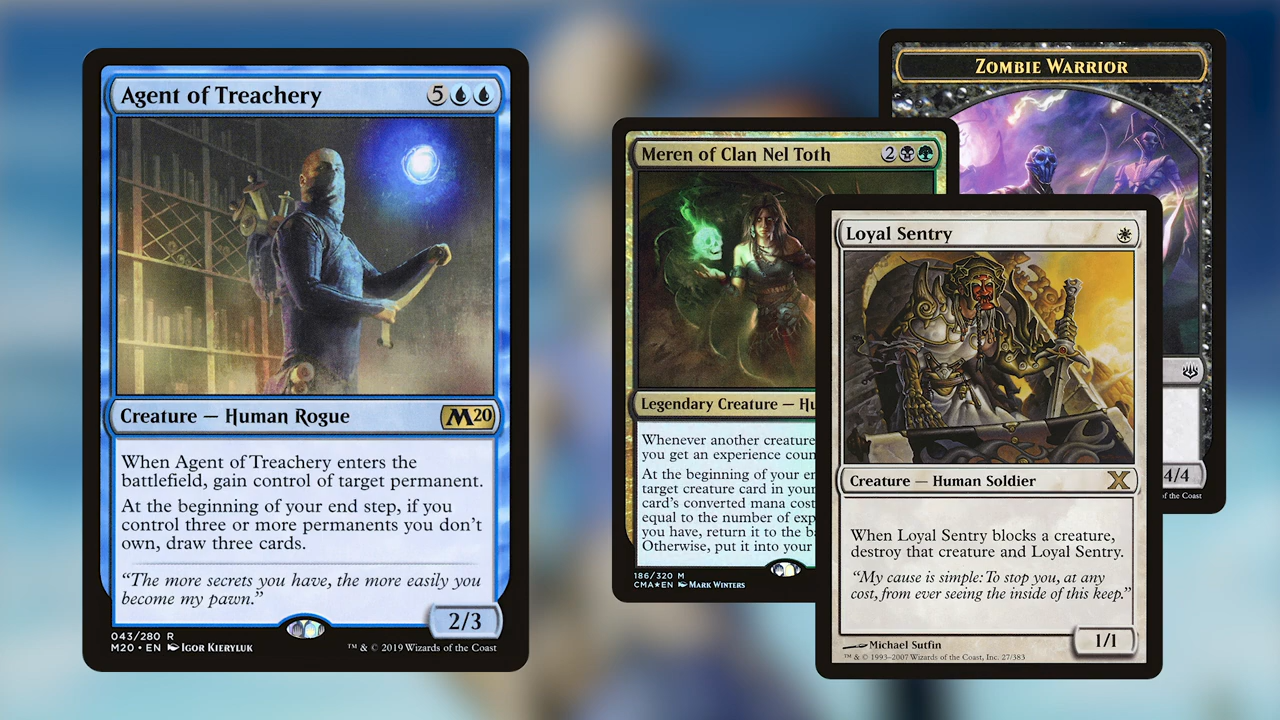 Agent of Treachery 5
Creature — Human Rogue M20
When Agent of Treachery enters the
battlefield, gain control of target permanent.
At the beginning of your end step, if you
control three or more permanents you don't
own, draw three cards.
“The more secrets you have, the more easily you
become my pawn.”
2/3
043/280 R
M20 • EN IGOR KIERYLUK ™ & © 2019 Wizards of the Coast
Meren of Clan Nel Toth 2
Legendary Creature —
Whenever another creature
you get an experience
At the beginning of your
target creature card in your
card's converted mana
equal to the number of
you have, return it to the
Otherwise, put it into your
186/320 M
CMA★EN MARK WINTERS
Loyal Sentry
Creature — Human Soldier X
When Loyal Sentry blocks a creature,
destroy that creature and Loyal Sentry.
“My cause is simple: To stop you, at any
cost, from ever seeing the inside of this keep.”
1/1
Michael Sutfin
™ & © 1993–2007 Wizards of the Coast, Inc. 27/383
ZOMBIE WARRIOR
4/4
of the Coast